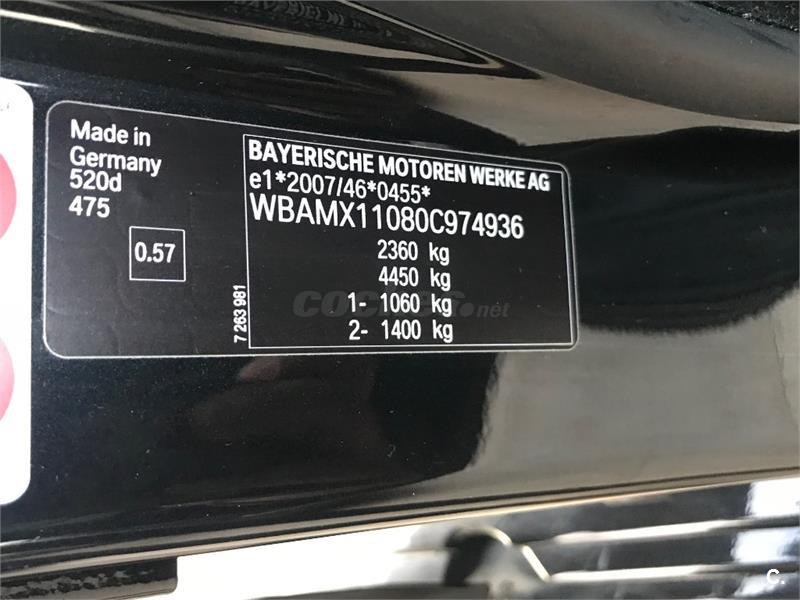 Made in
Germany
520d
475
0.57
7 263 981
BAYERISCHE MOTOREN WERKE AG
e1*2007/46*0455*
WBAMX11080C974936
2360 kg
4450 kg
1- 1060 kg
2- 1400 kg
coches.net
C.